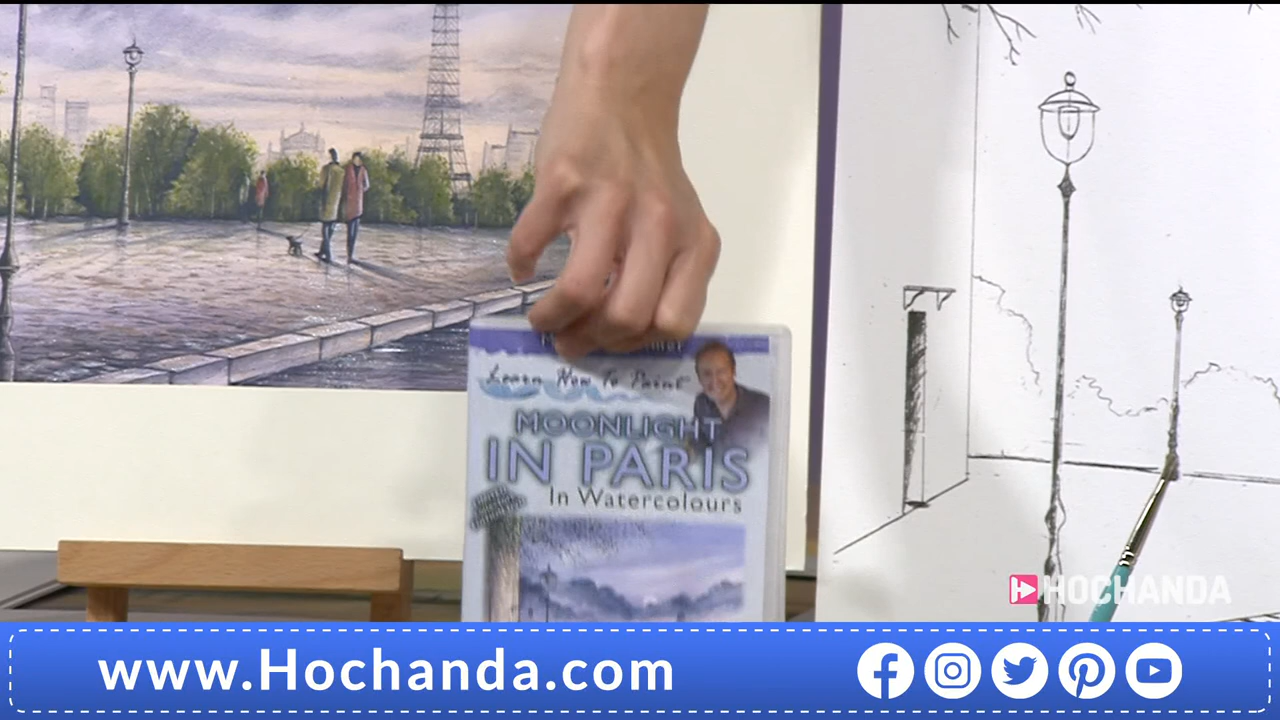 Learn How To Paint
MOONLIGHT
IN PARIS
In Watercolours
HOCHANDA
www.Hochanda.com